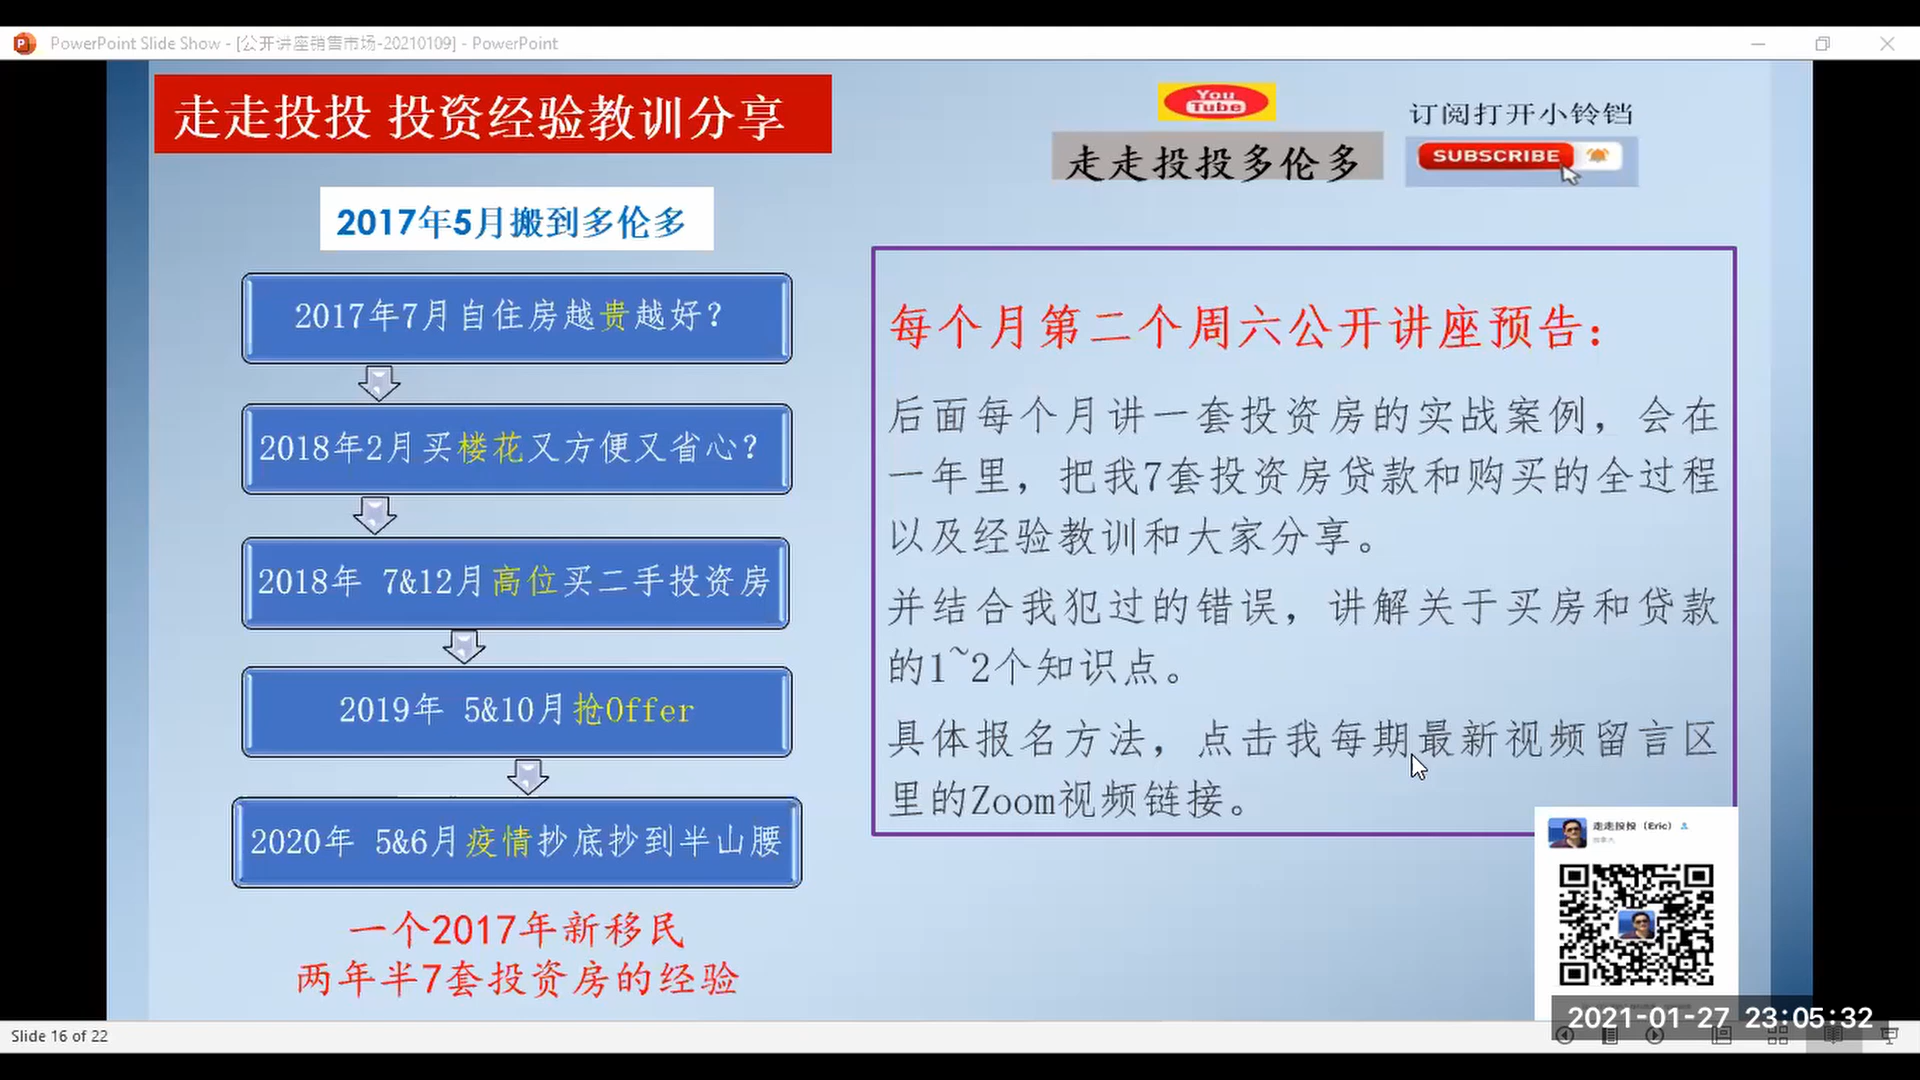 PowerPoint Slide Show - [公开讲座销售市场-20210109] - PowerPoint
走走投投 投资经验教训分享
You
Tube
走走投投多伦多
订阅打开小铃铛
SUBSCRIBE
2017年5月搬到多伦多
2017年7月自住房越贵越好?
2018年2月买楼花又方便又省心?
2018年 7&12月高位买二手投资房
2019年 5&10月抢Offer
2020年 5&6月疫情抄底抄到半山腰
一个2017年新移民
两年半7套投资房的经验
每个月第二个周六公开讲座预告:
后面每个月讲一套投资房的实战案例，会在
一年里，把我7套投资房贷款和购买的全过程
以及经验教训和大家分享。
并结合我犯过的错误，讲解关于买房和贷款
的1~2个知识点。
具体报名方法，点击我每期最新视频留言区
里的Zoom视频链接。
走走投投（Eric）
2021-01-27 23:05:32
Slide 16 of 22